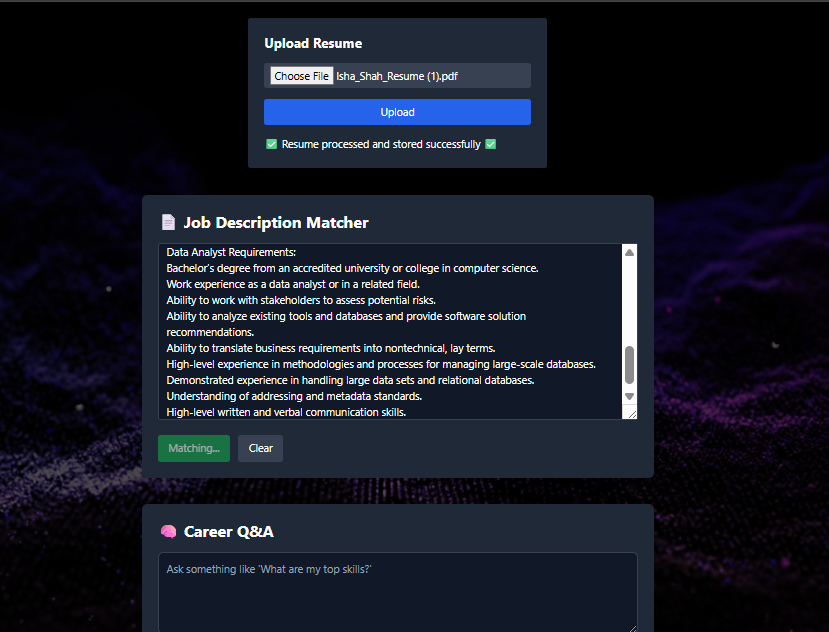 Upload Resume
Choose File Isha_Shah_Resume (1).pdf
Upload
✅ Resume processed and stored successfully ✅
📄 Job Description Matcher
Data Analyst Requirements:
Bachelor's degree from an accredited university or college in computer science.
Work experience as a data analyst or in a related field.
Ability to work with stakeholders to assess potential risks.
Ability to analyze existing tools and databases and provide software solution
recommendations.
Ability to translate business requirements into nontechnical, lay terms.
High-level experience in methodologies and processes for managing large-scale databases.
Demonstrated experience in handling large data sets and relational databases.
Understanding of addressing and metadata standards.
High-level written and verbal communication skills.
Matching... Clear
🧠 Career Q&A
Ask something like 'What are my top skills?'